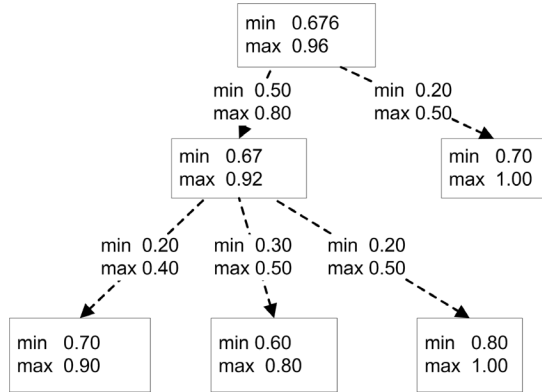 min 0.676
max 0.96
min 0.50
max 0.80
min 0.20
max 0.50
min 0.67
max 0.92
min 0.70
max 1.00
min 0.20
max 0.40
min 0.30
max 0.50
min 0.20
max 0.50
min 0.70
max 0.90
min 0.60
max 0.80
min 0.80
max 1.00